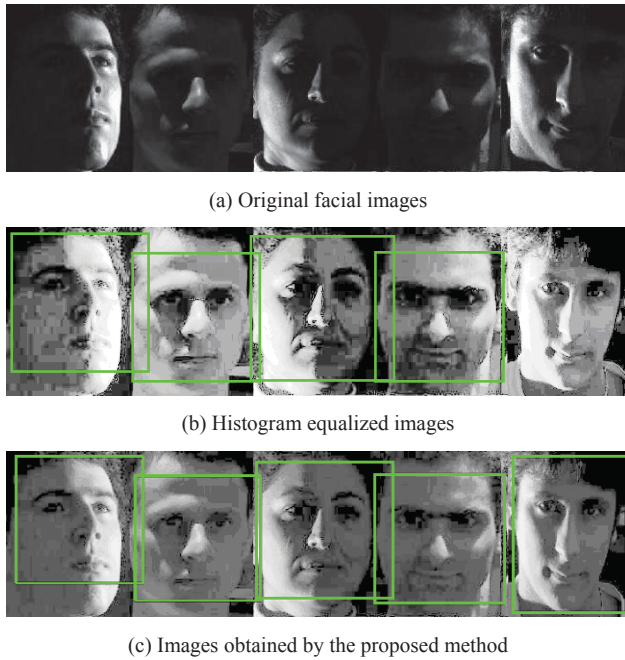 (a) Original facial images
(b) Histogram equalized images
(c) Images obtained by the proposed method